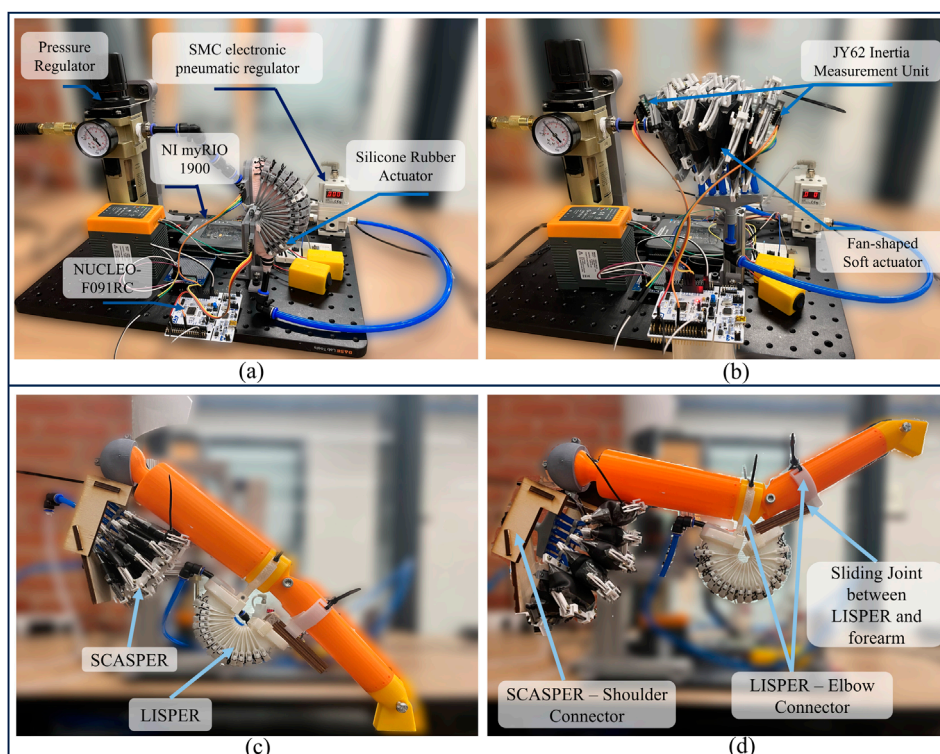 Pressure
Regulator
SMC electronic
pneumatic regulator
NI myRIO
1900
Silicone Rubber
Actuator
NUCLEO-
F091RC
(a)
JY62 Inertia
Measurement Unit
Fan-shaped
Soft actuator
(b)
SCASPER
LISPER
(c)
Sliding Joint
between
LISPER and
forearm
SCASPER – Shoulder
Connector
LISPER – Elbow
Connector
(d)